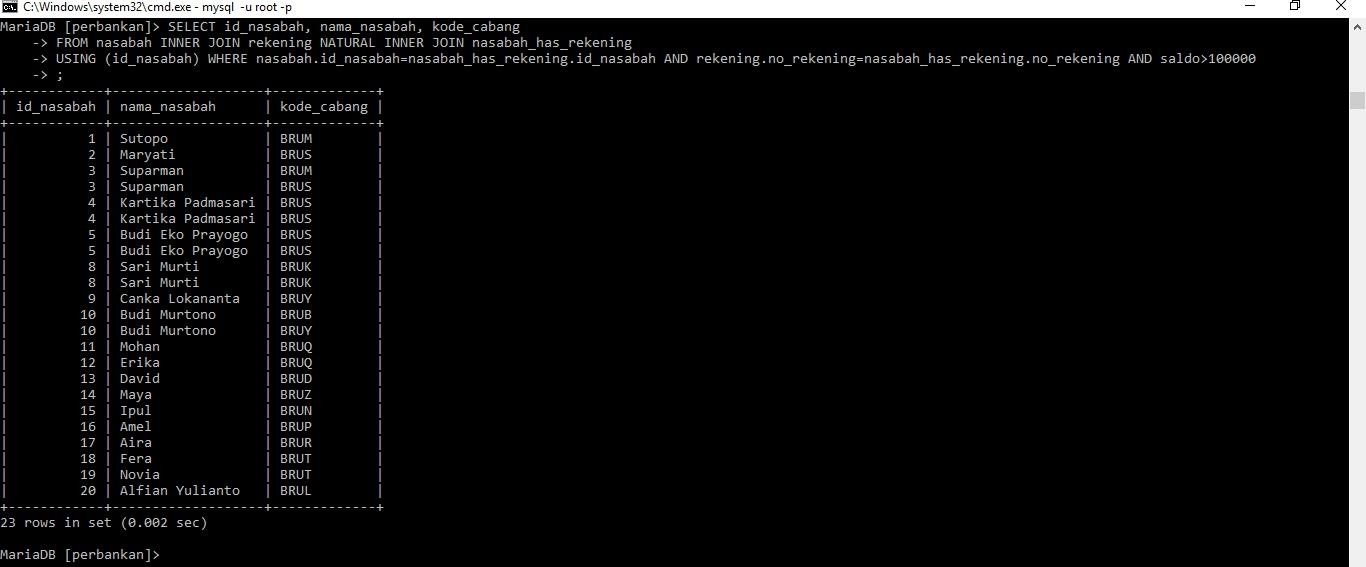 C:\Windows\system32\cmd.exe - mysql -u root -p
MariaDB [perbankan]> SELECT id_nasabah, nama_nasabah, kode_cabang
    -> FROM nasabah INNER JOIN rekening NATURAL INNER JOIN nasabah_has_rekening
    -> USING (id_nasabah) WHERE nasabah.id_nasabah=nasabah_has_rekening.id_nasabah AND rekening.no_rekening=nasabah_has_rekening.no_rekening AND saldo>100000
    -> ;
+------------+-------------------+-------------+
| id_nasabah | nama_nasabah      | kode_cabang |
+------------+-------------------+-------------+
|          1 | Sutopo            | BRUM        |
|          2 | Maryati           | BRUS        |
|          3 | Suparman          | BRUM        |
|          3 | Suparman          | BRUS        |
|          4 | Kartika Padmasari | BRUS        |
|          4 | Kartika Padmasari | BRUS        |
|          5 | Budi Eko Prayogo  | BRUS        |
|          5 | Budi Eko Prayogo  | BRUS        |
|          8 | Sari Murti        | BRUK        |
|          8 | Sari Murti        | BRUK        |
|          9 | Canka Lokananta   | BRUY        |
|         10 | Budi Murtono      | BRUB        |
|         10 | Budi Murtono      | BRUY        |
|         11 | Mohan             | BRUQ        |
|         12 | Erika             | BRUQ        |
|         13 | David             | BRUD        |
|         14 | Maya              | BRUZ        |
|         15 | Ipul              | BRUN        |
|         16 | Amel              | BRUP        |
|         17 | Aira              | BRUR        |
|         18 | Fera              | BRUT        |
|         19 | Novia             | BRUT        |
|         20 | Alfian Yulianto   | BRUL        |
+------------+-------------------+-------------+
23 rows in set (0.002 sec)
MariaDB [perbankan]>